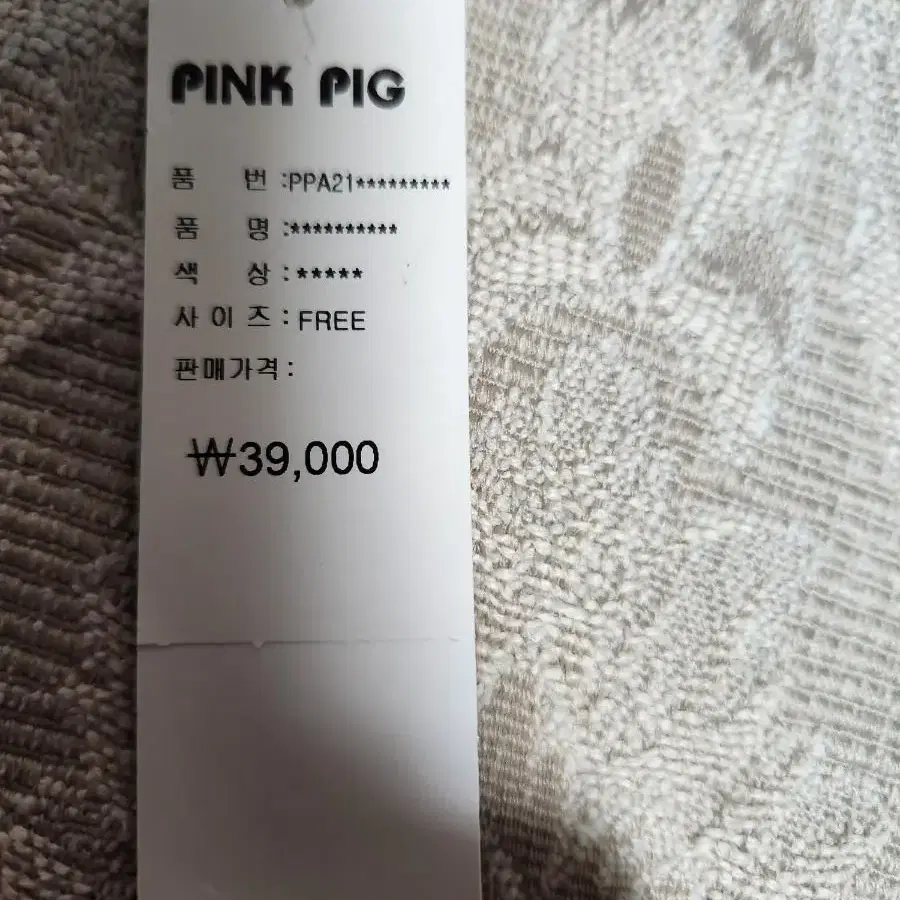 PINK PIG
품 번 :PPA21*********
품 명 :**********
색 상 : *****
사 이 즈 : FREE
판매가격 :
₩39,000